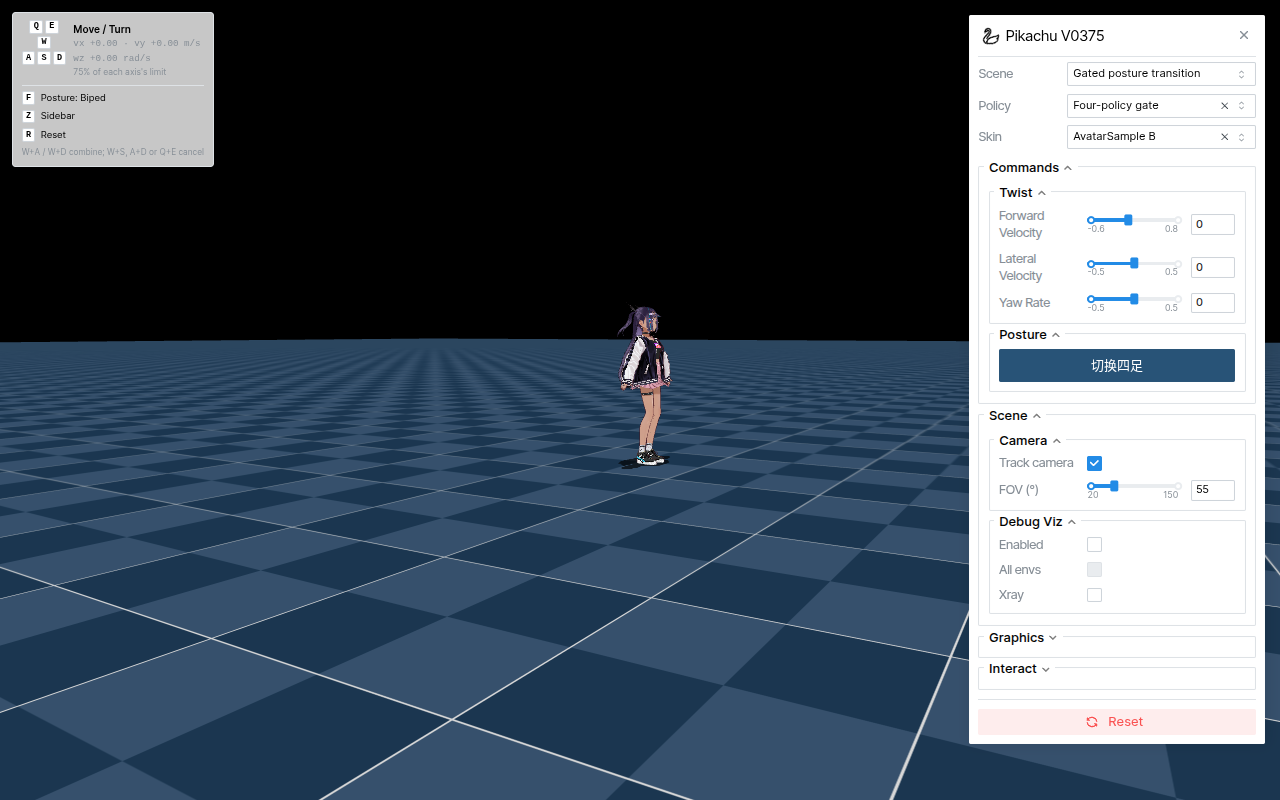 Q E
W
A S D
Move / Turn
vx +0.00 · vy +0.00 m/s
wz +0.00 rad/s
75% of each axis's limit
F Posture: Biped
Z Sidebar
R Reset
W+A / W+D combine; W+S, A+D or Q+E cancel
Pikachu V0375
Scene Gated posture transition
Policy Four-policy gate
Skin AvatarSample B
Commands
Twist
Forward Velocity -0.6 0.8 0
Lateral Velocity -0.5 0.5 0
Yaw Rate -0.5 0.5 0
Posture
切换四足
Scene
Camera
Track camera
FOV (°) 20 150 55
Debug Viz
Enabled
All envs
Xray
Graphics
Interact
Reset